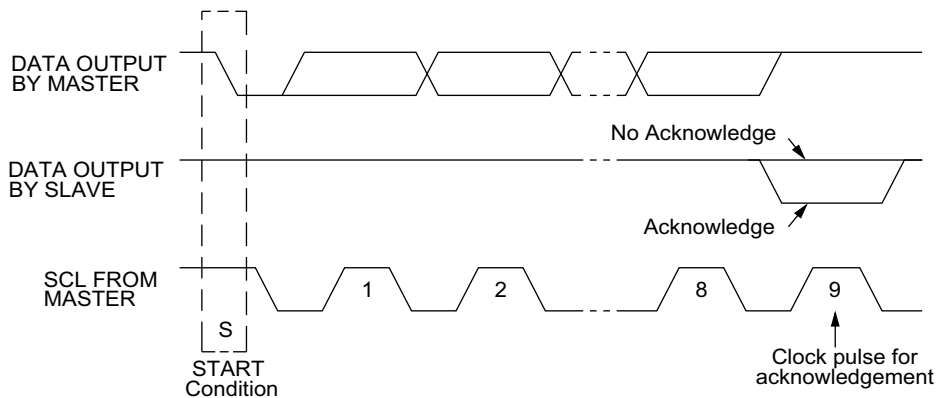 DATA OUTPUT
BY MASTER
No Acknowledge
DATA OUTPUT
BY SLAVE
Acknowledge
SCL FROM
MASTER
1
2
8
9
S
START
Condition
Clock pulse for
acknowledgement